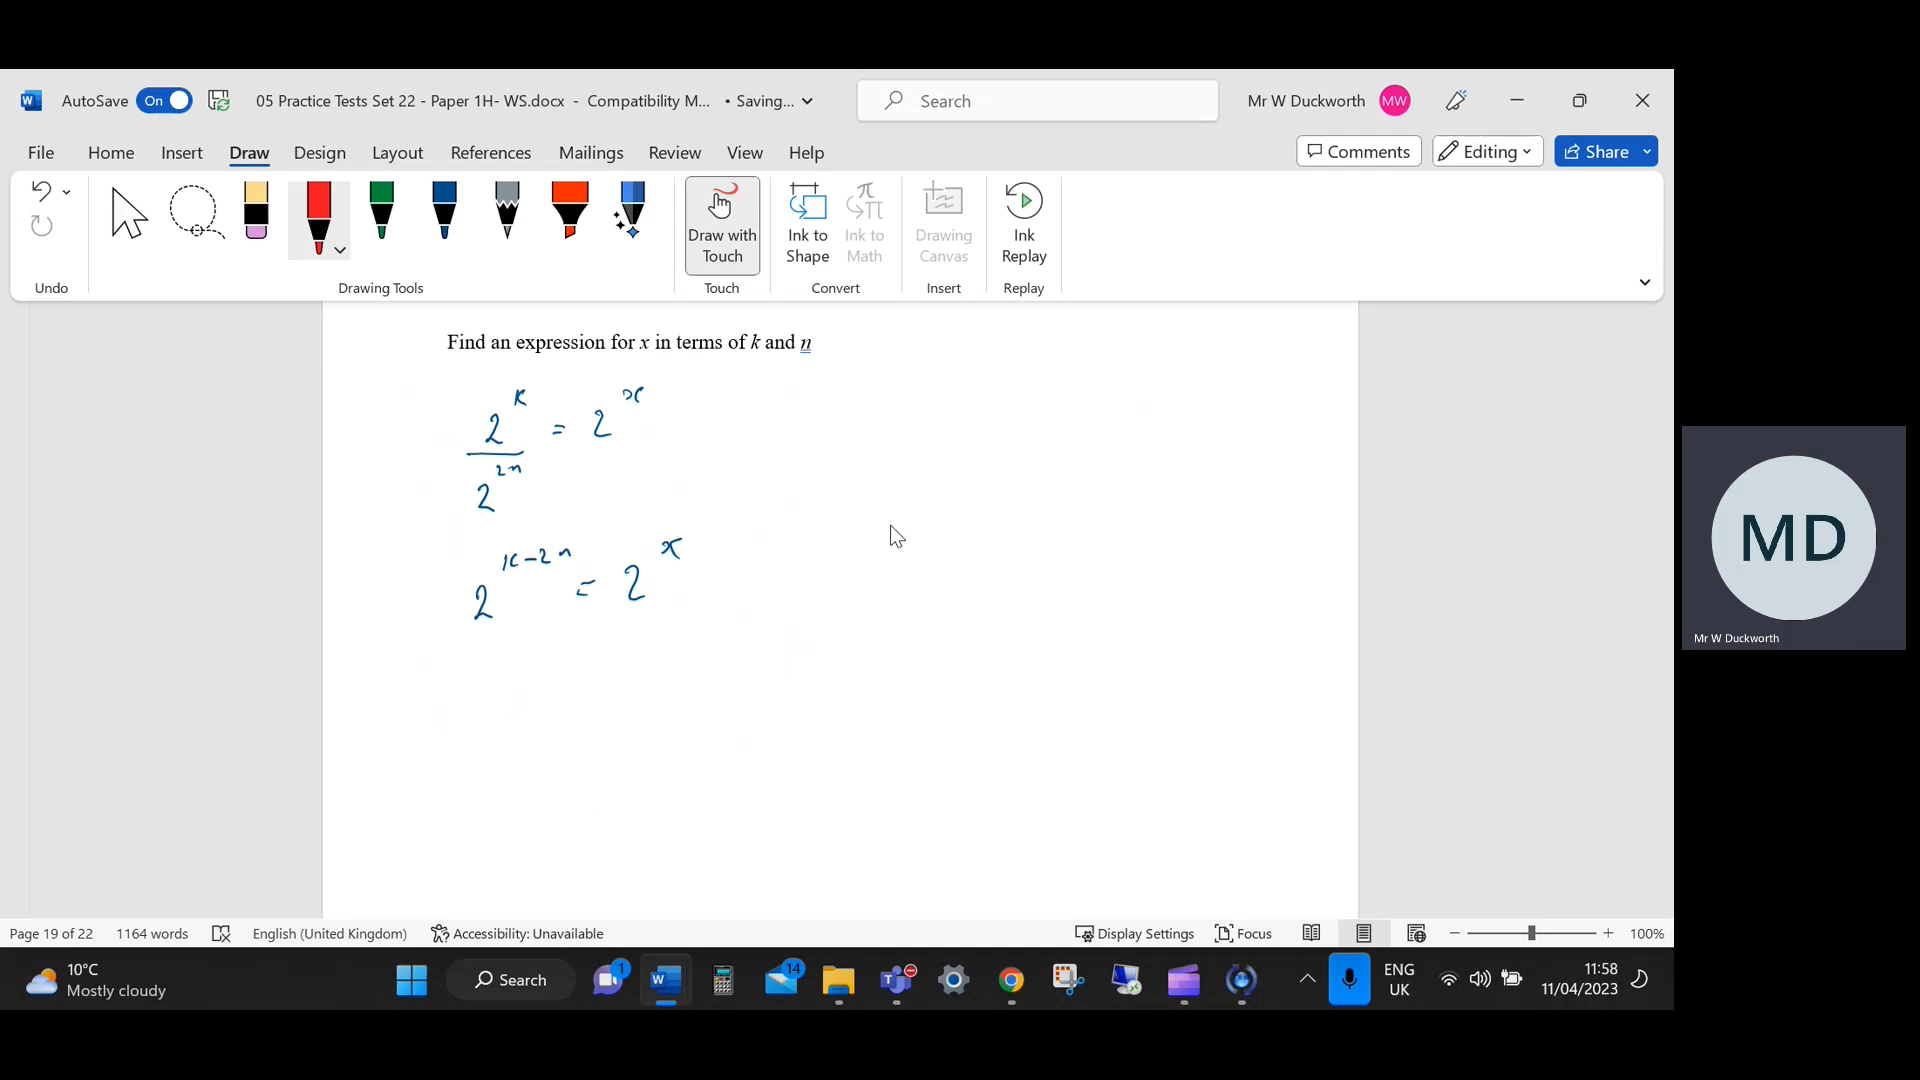 AutoSave On 05 Practice Tests Set 22 - Paper 1H- WS.docx - Compatibility M... • Saving... Search Mr W Duckworth MW
File Home Insert Draw Design Layout References Mailings Review View Help Comments Editing Share
Draw with Touch Ink to Shape Ink to Math Drawing Canvas Ink Replay
Undo Drawing Tools Touch Convert Insert Replay
Find an expression for x in terms of k and n
2^k / 2^2n = 2^x
2^k-2n = 2^x
MD
Mr W Duckworth
Page 19 of 22 1164 words English (United Kingdom) Accessibility: Unavailable Display Settings Focus 100%
10°C
Mostly cloudy
Search 1 14
ENG
UK
11:58
11/04/2023